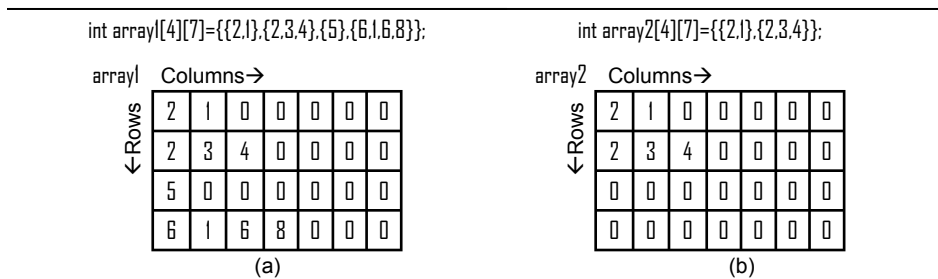 int array1[4][7]={{2,1},{2,3,4},{5},{6,1,6,8}};
array1 Columns→
←Rows
2 1 0 0 0 0 0
2 3 4 0 0 0 0
5 0 0 0 0 0 0
6 1 6 8 0 0 0
(a)
int array2[4][7]={{2,1},{2,3,4}};
array2 Columns→
←Rows
2 1 0 0 0 0 0
2 3 4 0 0 0 0
0 0 0 0 0 0 0
0 0 0 0 0 0 0
(b)